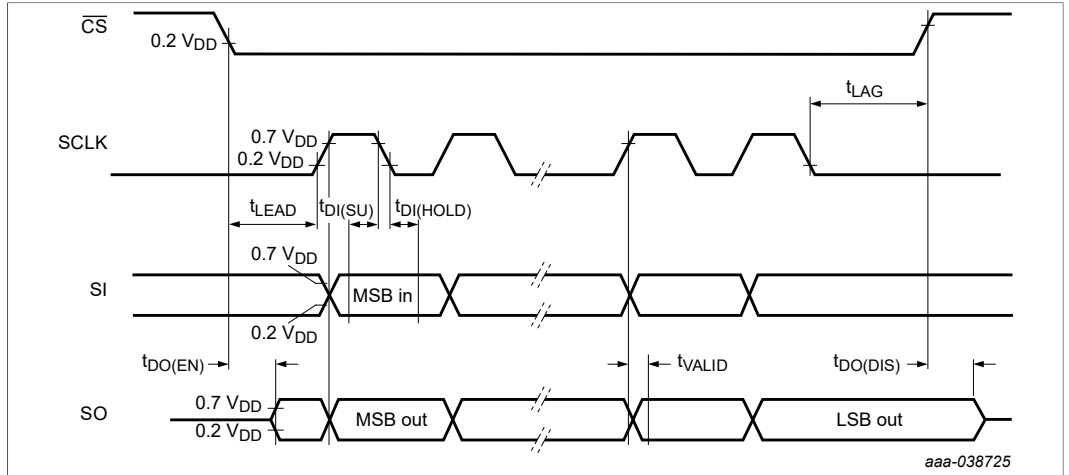 CS
0.2 VDD
tLAG
SCLK
0.7 VDD
0.2 VDD
tLEAD
tDI(SU)
tDI(HOLD)
0.7 VDD
SI
MSB in
0.2 VDD
tDO(EN)
tVALID
tDO(DIS)
SO
0.7 VDD
0.2 VDD
MSB out
LSB out
aaa-038725